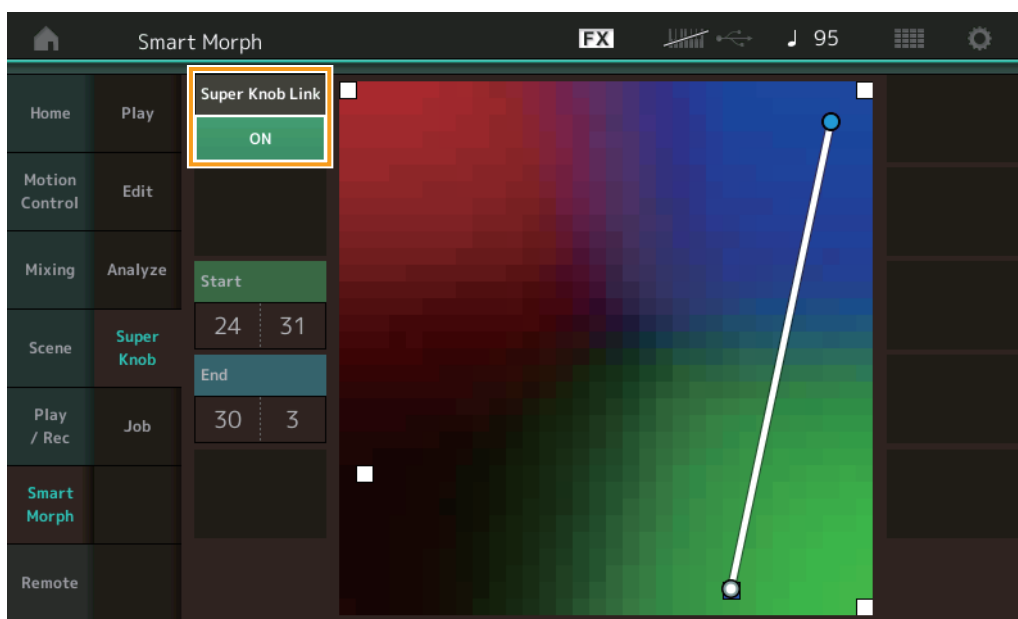 Smart Morph
FX
♩ 95
Home
Motion
Control
Mixing
Scene
Play
/ Rec
Smart
Morph
Remote
Play
Edit
Analyze
Super
Knob
Job
Super Knob Link
ON
Start
24 31
End
30 3